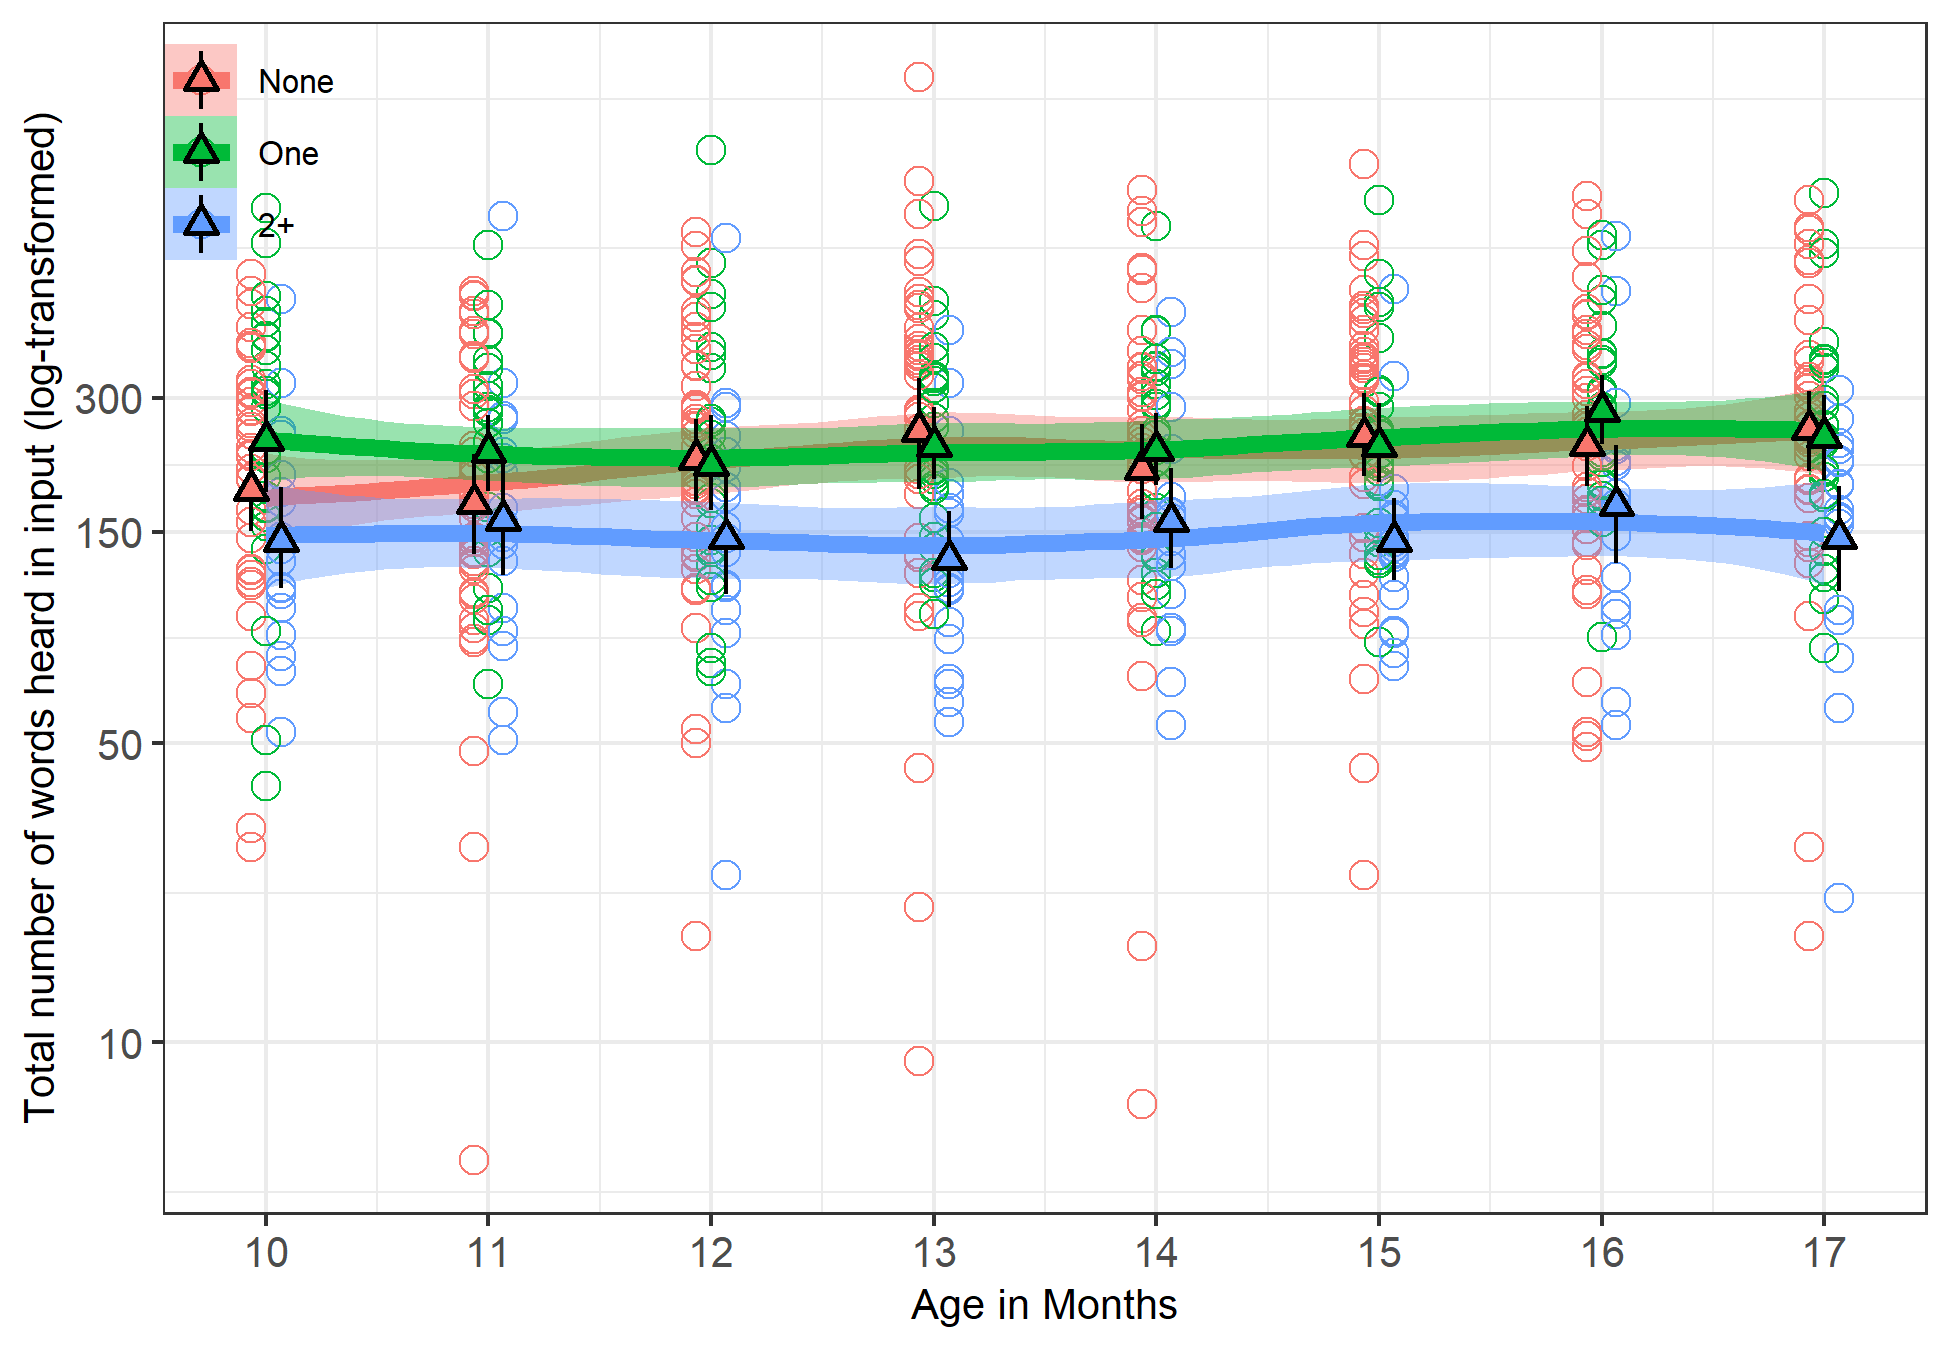 None
One
2+
Total number of words heard in input (log-transformed)
300
150
50
10
10 11 12 13 14 15 16 17
Age in Months